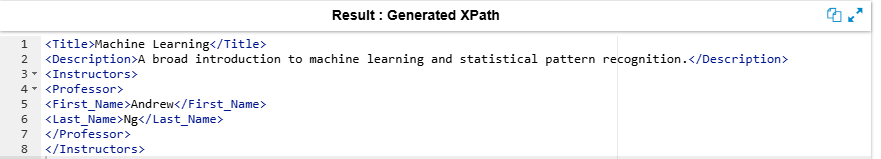 Result : Generated XPath
1 <Title>Machine Learning</Title>
2 <Description>A broad introduction to machine learning and statistical pattern recognition.</Description>
3 <Instructors>
4 <Professor>
5 <First_Name>Andrew</First_Name>
6 <Last_Name>Ng</Last_Name>
7 </Professor>
8 </Instructors>